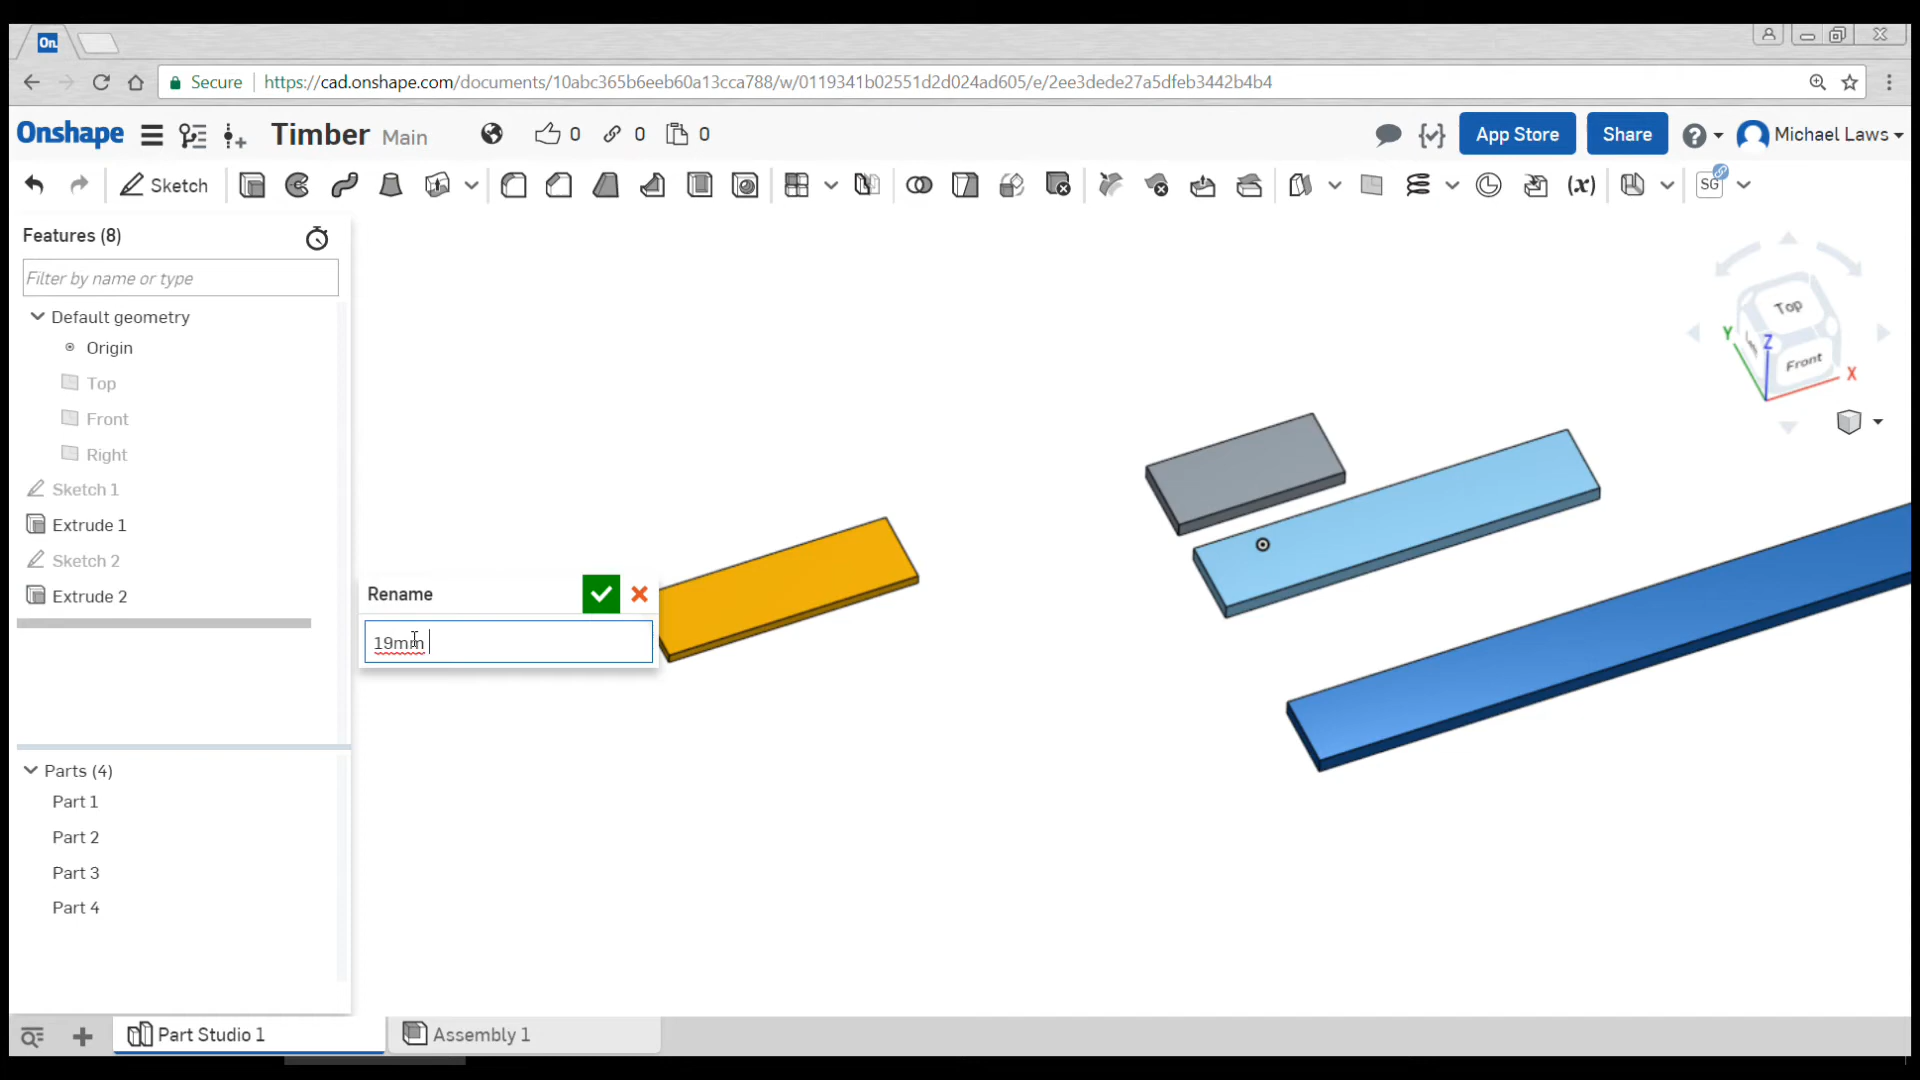 On
Secure https://cad.onshape.com/documents/10abc365b6eeb60a13cca788/w/0119341b02551d2d024ad605/e/2ee3dede27a5dfeb3442b4b4
Onshape Timber Main 0 0 0 App Store Share Michael Laws
Sketch (x) SG
Features (8)
Filter by name or type
Default geometry
Origin
Top
Front
Right
Sketch 1
Extrude 1
Sketch 2
Extrude 2
Rename
19mm
Top
Front
Y
Z
X
Parts (4)
Part 1
Part 2
Part 3
Part 4
Part Studio 1 Assembly 1